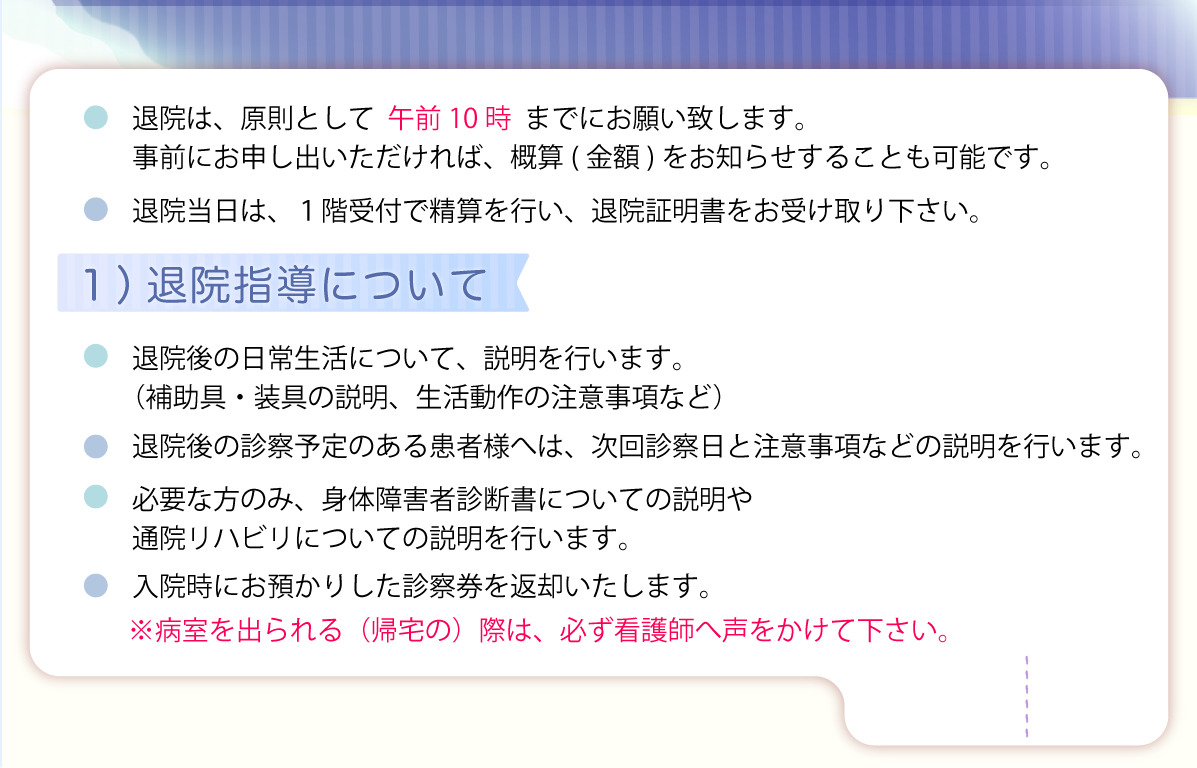 退院は、原則として 午前 10 時 までにお願い致します。
事前にお申し出いただければ、概算 ( 金額 ) をお知らせすることも可能です。
退院当日は、１階受付で精算を行い、退院証明書をお受け取り下さい。
１）退院指導について
退院後の日常生活について、説明を行います。
（補助具・装具の説明、生活動作の注意事項など）
退院後の診察予定のある患者様へは、次回診察日と注意事項などの説明を行います。
必要な方のみ、身体障害者診断書についての説明や
通院リハビリについての説明を行います。
入院時にお預かりした診察券を返却いたします。
※病室を出られる（帰宅の）際は、必ず看護師へ声をかけて下さい。